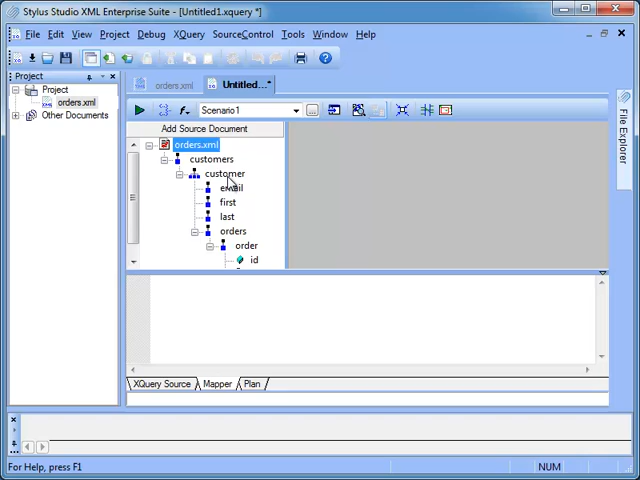 Stylus Studio XML Enterprise Suite - [Untitled1.xquery *]
File Edit View Project Debug XQuery SourceControl Tools Window Help
Project
orders.xml Untitled...*
Project
orders.xml
Other Documents
Scenario1
Add Source Document
orders.xml
customers
customer
email
first
last
orders
order
id
File Explorer
XQuery Source Mapper Plan
For Help, press F1 NUM